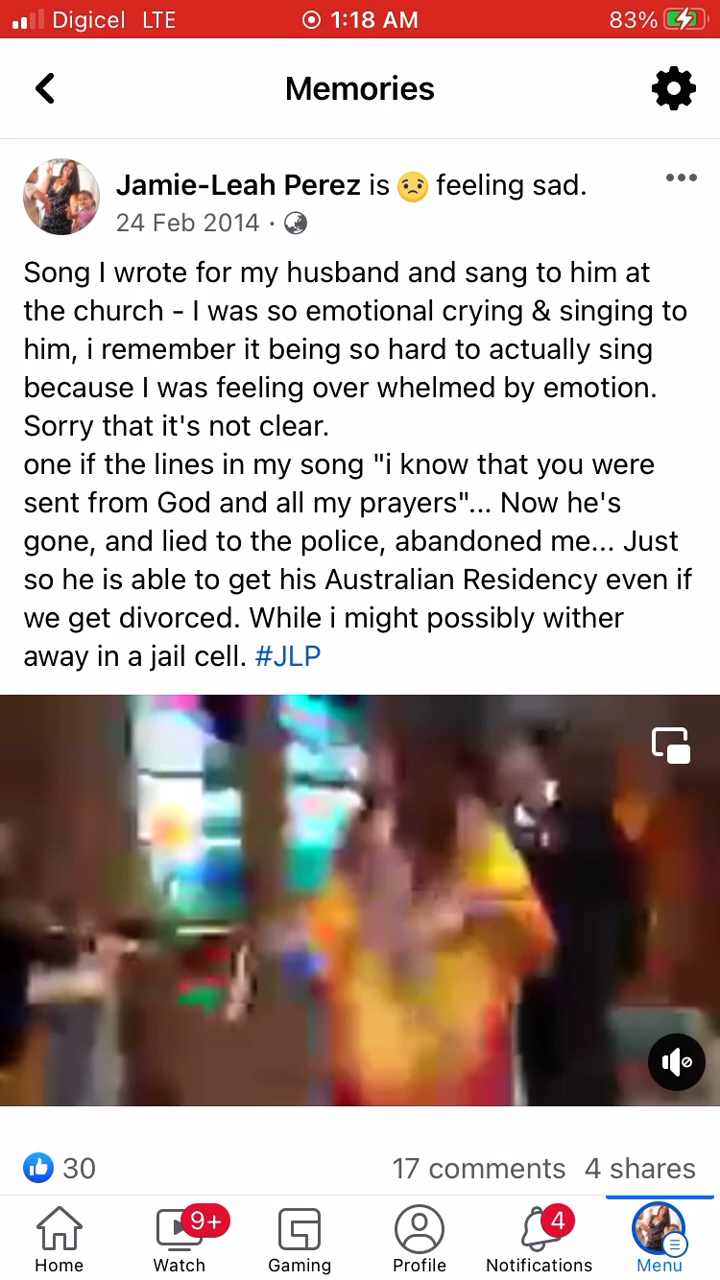 Digicel LTE 1:18 AM 83%
Memories
Jamie-Leah Perez is 😟 feeling sad.
24 Feb 2014 ·
Song I wrote for my husband and sang to him at
the church - I was so emotional crying & singing to
him, i remember it being so hard to actually sing
because I was feeling over whelmed by emotion.
Sorry that it's not clear.
one if the lines in my song "i know that you were
sent from God and all my prayers"... Now he's
gone, and lied to the police, abandoned me... Just
so he is able to get his Australian Residency even if
we get divorced. While i might possibly wither
away in a jail cell. #JLP
30 17 comments 4 shares
9+ 4
Home Watch Gaming Profile Notifications Menu